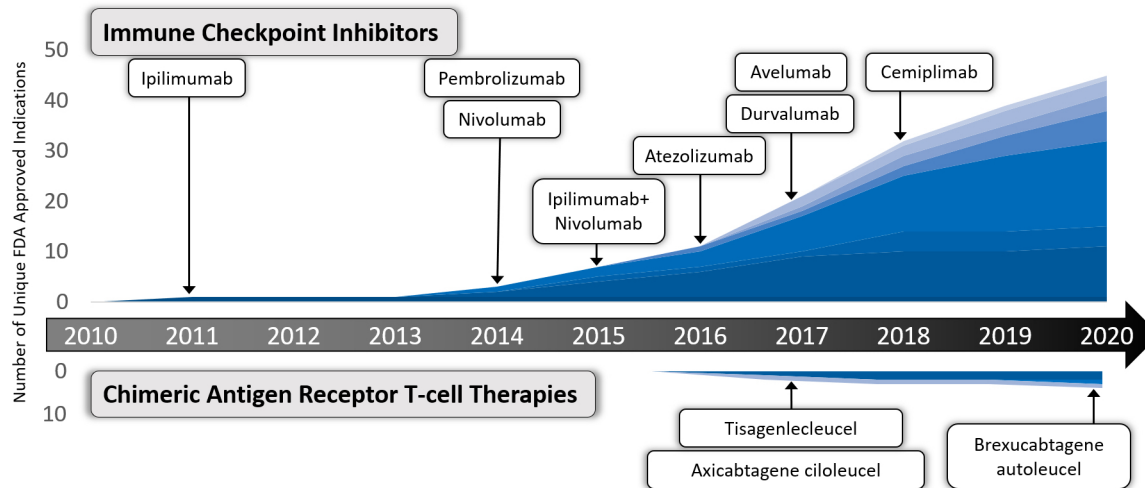 Immune Checkpoint Inhibitors
Number of Unique FDA Approved Indications
50
40
30
20
10
0
Ipilimumab
Pembrolizumab
Nivolumab
Ipilimumab+
Nivolumab
Atezolizumab
Avelumab
Durvalumab
Cemiplimab
2010 2011 2012 2013 2014 2015 2016 2017 2018 2019 2020
0
10
Chimeric Antigen Receptor T-cell Therapies
Tisagenlecleucel
Axicabtagene ciloleucel
Brexucabtagene
autoleucel